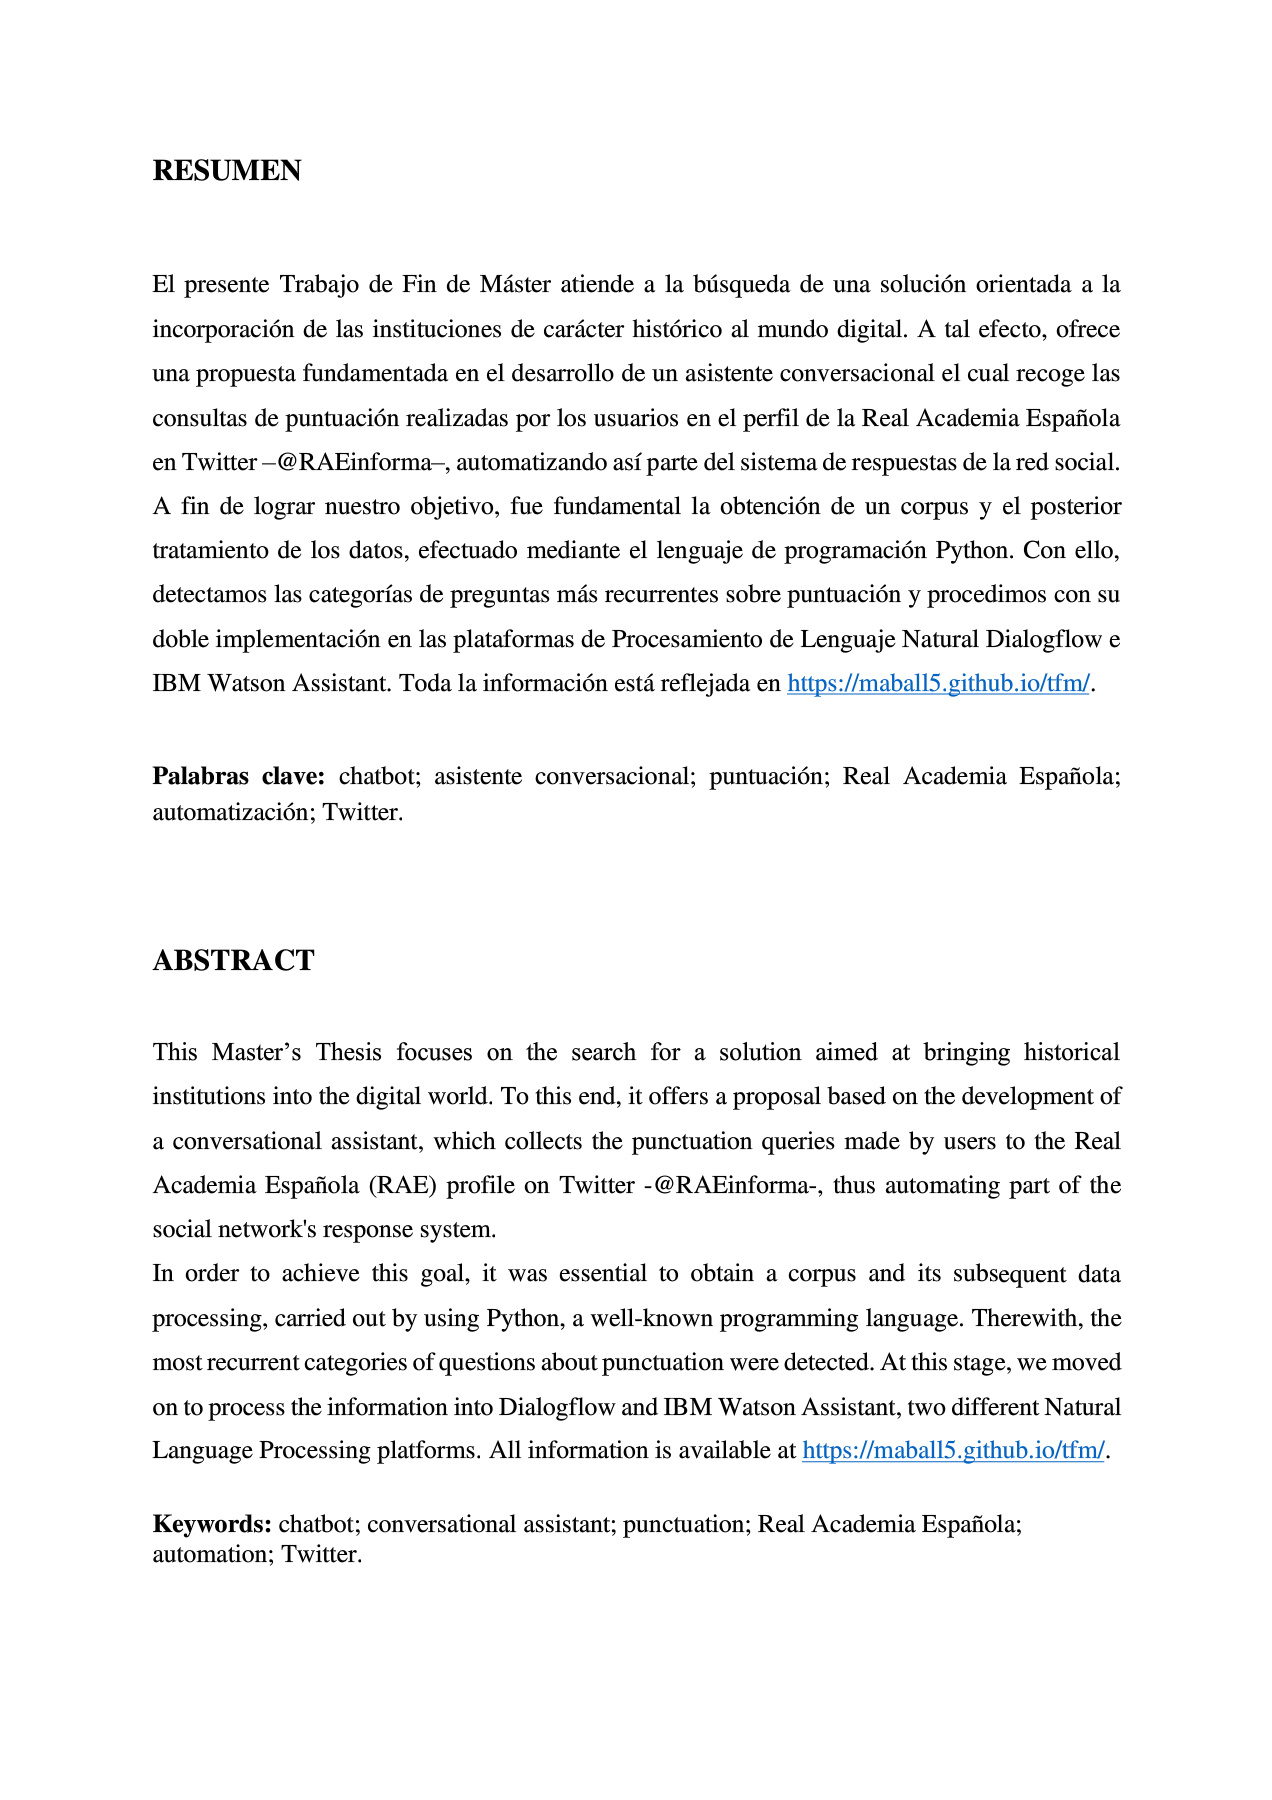 RESUMEN
El presente Trabajo de Fin de Máster atiende a la búsqueda de una solución orientada a la
incorporación de las instituciones de carácter histórico al mundo digital. A tal efecto, ofrece
una propuesta fundamentada en el desarrollo de un asistente conversacional el cual recoge las
consultas de puntuación realizadas por los usuarios en el perfil de la Real Academia Española
en Twitter –@RAEinforma–, automatizando así parte del sistema de respuestas de la red social.
A fin de lograr nuestro objetivo, fue fundamental la obtención de un corpus y el posterior
tratamiento de los datos, efectuado mediante el lenguaje de programación Python. Con ello,
detectamos las categorías de preguntas más recurrentes sobre puntuación y procedimos con su
doble implementación en las plataformas de Procesamiento de Lenguaje Natural Dialogflow e
IBM Watson Assistant. Toda la información está reflejada en https://maball5.github.io/tfm/.
Palabras clave: chatbot; asistente conversacional; puntuación; Real Academia Española;
automatización; Twitter.
ABSTRACT
This Master’s Thesis focuses on the search for a solution aimed at bringing historical
institutions into the digital world. To this end, it offers a proposal based on the development of
a conversational assistant, which collects the punctuation queries made by users to the Real
Academia Española (RAE) profile on Twitter -@RAEinforma-, thus automating part of the
social network's response system.
In order to achieve this goal, it was essential to obtain a corpus and its subsequent data
processing, carried out by using Python, a well-known programming language. Therewith, the
most recurrent categories of questions about punctuation were detected. At this stage, we moved
on to process the information into Dialogflow and IBM Watson Assistant, two different Natural
Language Processing platforms. All information is available at https://maball5.github.io/tfm/.
Keywords: chatbot; conversational assistant; punctuation; Real Academia Española;
automation; Twitter.